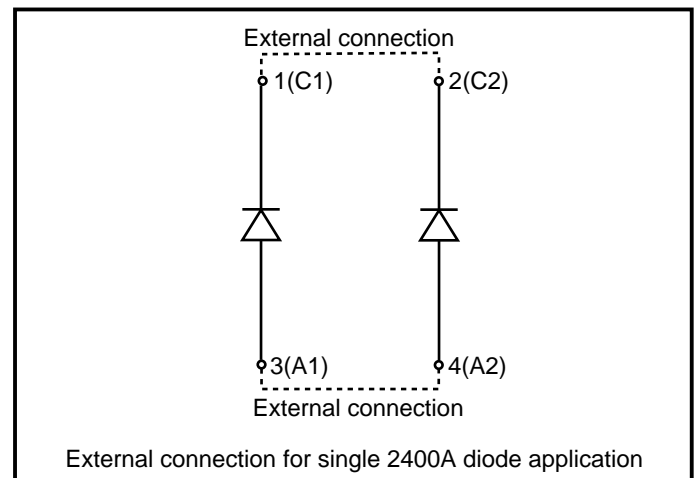 External connection
1(C1)
2(C2)
3(A1)
4(A2)
External connection
External connection for single 2400A diode application